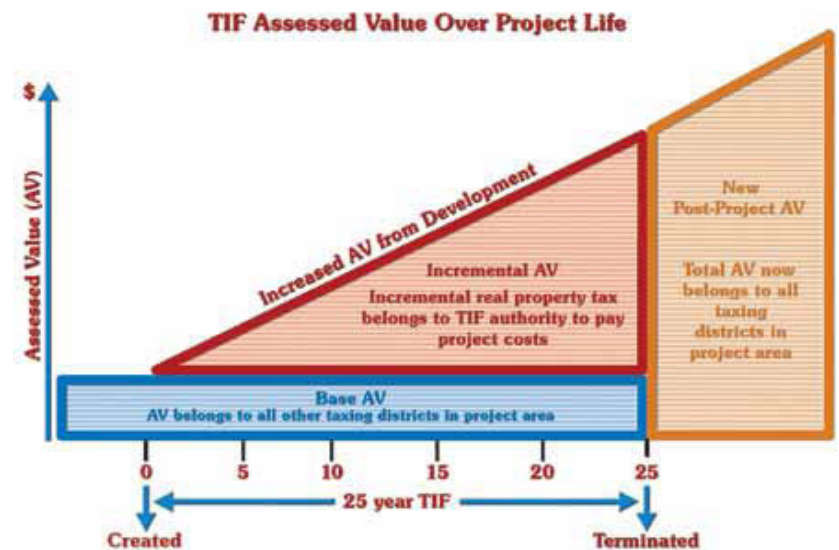 TIF Assessed Value Over Project Life
$
Assessed Value (AV)
Increased AV from Development
Incremental AV
Incremental real property tax
belongs to TIF authority to pay
project costs
New
Post-Project AV
Total AV now
belongs to all
taxing
districts in
project area
Base AV
AV belongs to all other taxing districts in project area
0 5 10 15 20 25
25 year TIF
Created Terminated